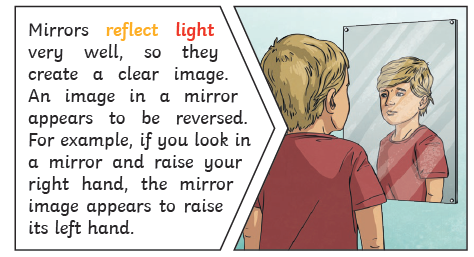 Mirrors reflect light
very well, so they
create a clear image.
An image in a mirror
appears to be reversed.
For example, if you look in
a mirror and raise your
right hand, the mirror
image appears to raise
its left hand.